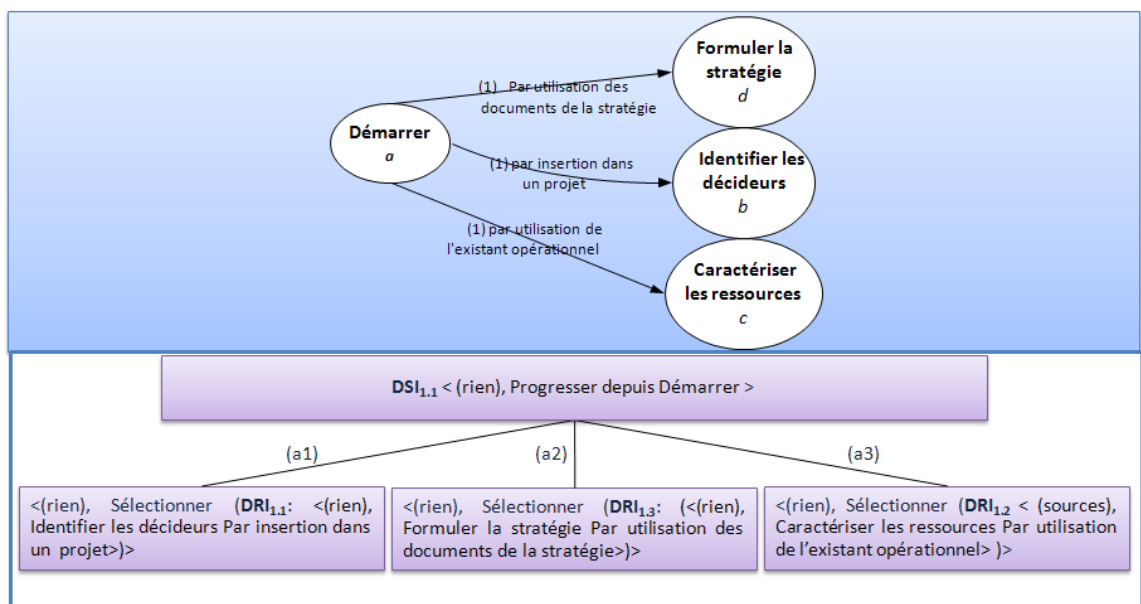 Formuler la
stratégie
d
(1) Par utilisation des
documents de la stratégie
Démarrer
a
(1) par insertion dans
un projet
Identifier les
décideurs
b
(1) par utilisation de
l'existant opérationnel
Caractériser
les ressources
c
DSI1.1 < (rien), Progresser depuis Démarrer >
(a1)
(a2)
(a3)
<(rien), Sélectionner (DRI1.1: <(rien),
Identifier les décideurs Par insertion dans
un projet>)>
<(rien), Sélectionner (DRI1.3: (<(rien),
Formuler la stratégie Par utilisation des
documents de la stratégie>)>
<(rien), Sélectionner (DRI1.2 < (sources),
Caractériser les ressources Par utilisation
de l’existant opérationnel> )>